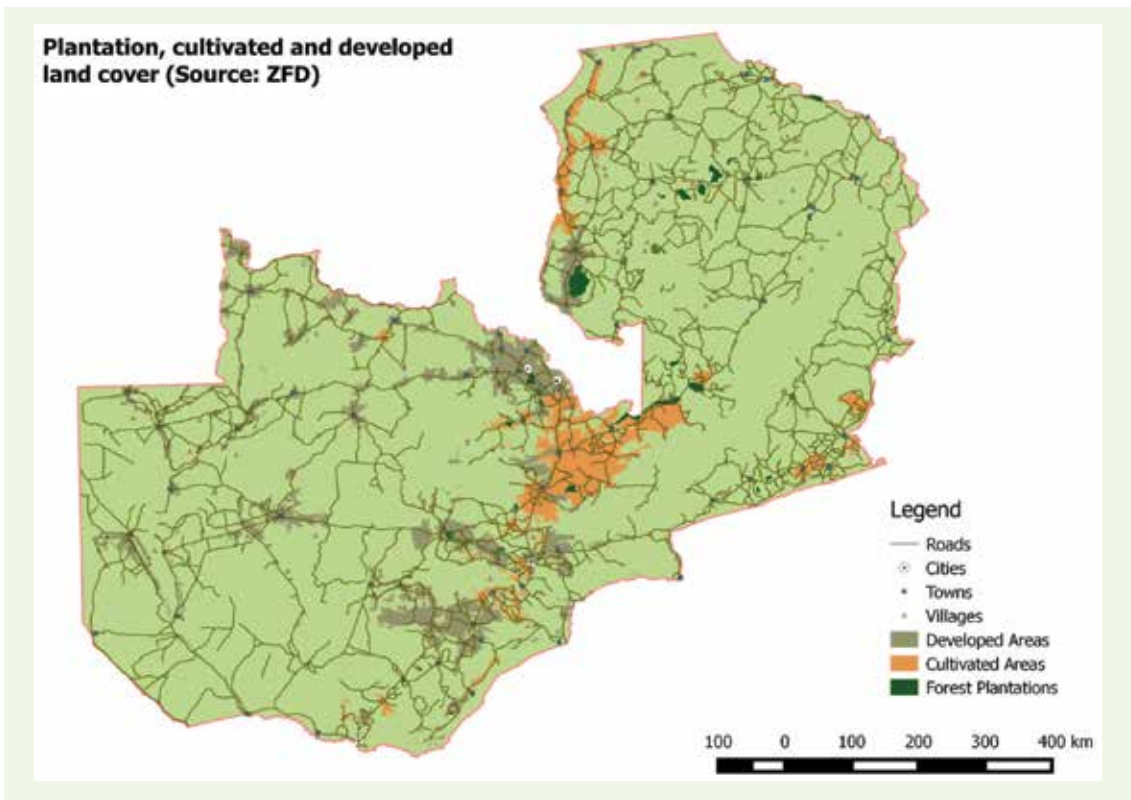 Plantation, cultivated and developed
land cover (Source: ZFD)
Legend
Roads
Cities
Towns
Villages
Developed Areas
Cultivated Areas
Forest Plantations
100 0 100 200 300 400 km